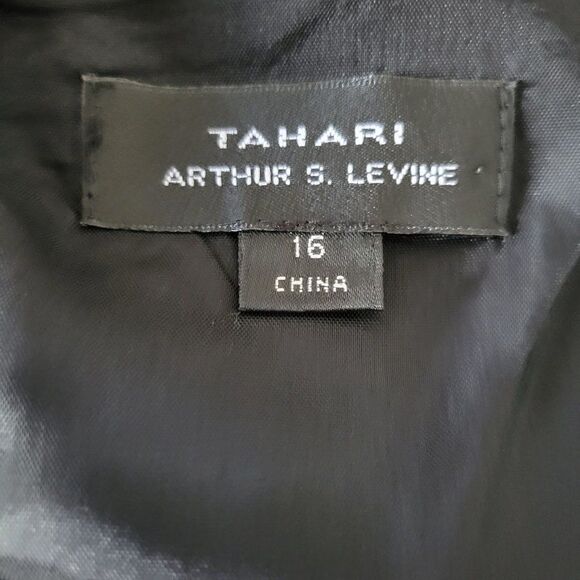 TAHARI
ARTHUR S. LEVINE
16
CHINA